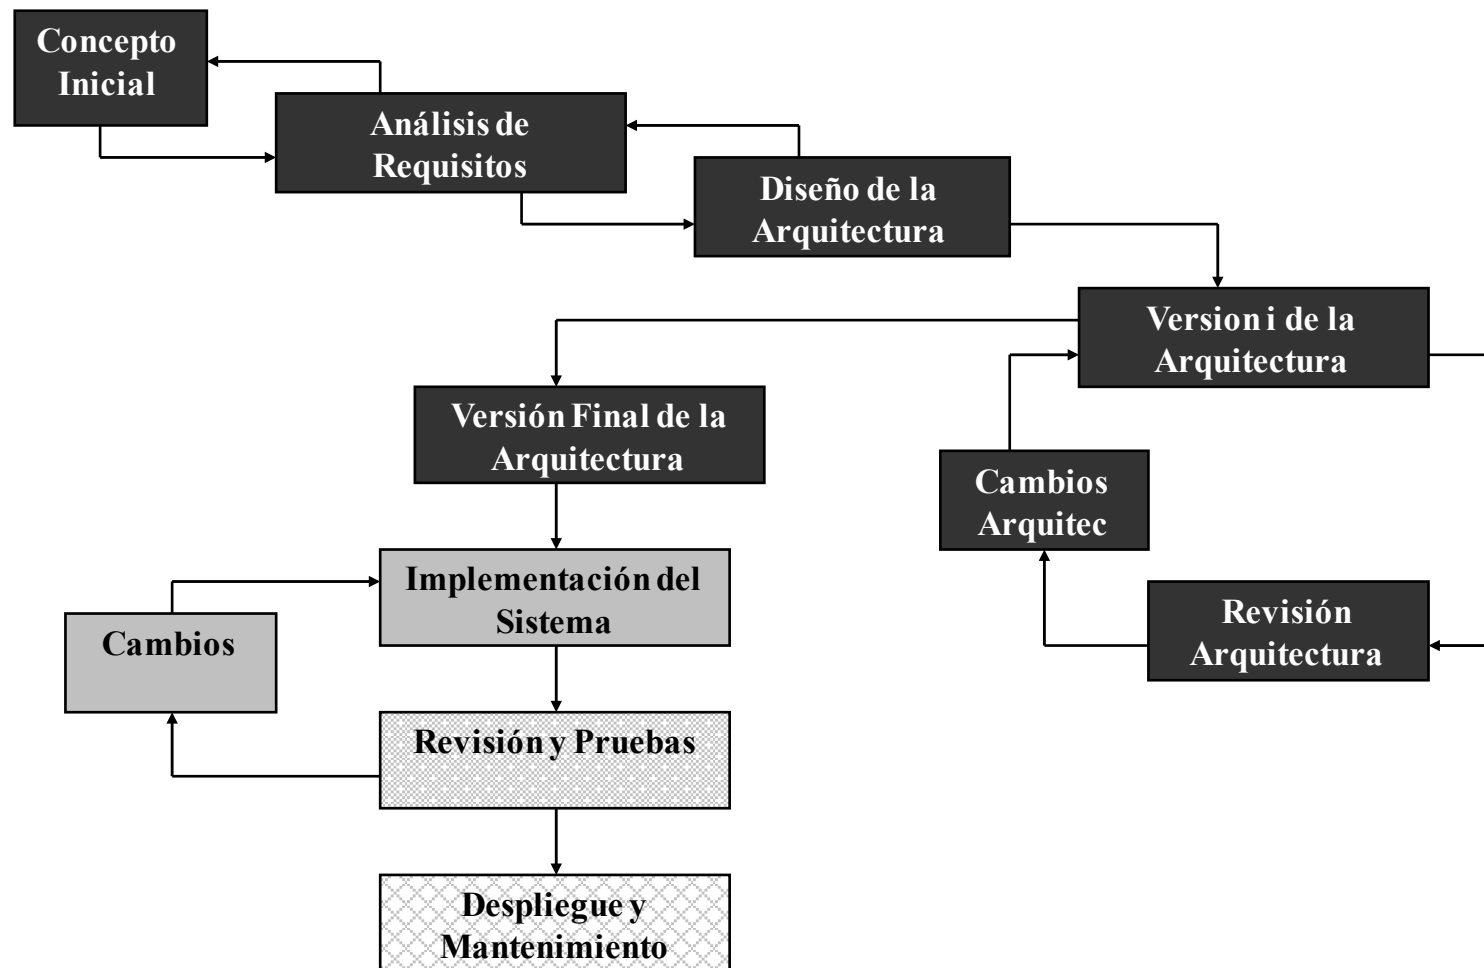 Concepto
Inicial
Análisis de
Requisitos
Diseño de la
Arquitectura
Version i de la
Arquitectura
Versión Final de la
Arquitectura
Cambios
Arquitec
Implementación del
Sistema
Revisión
Arquitectura
Cambios
Revisión y Pruebas
Despliegue y
Mantenimiento